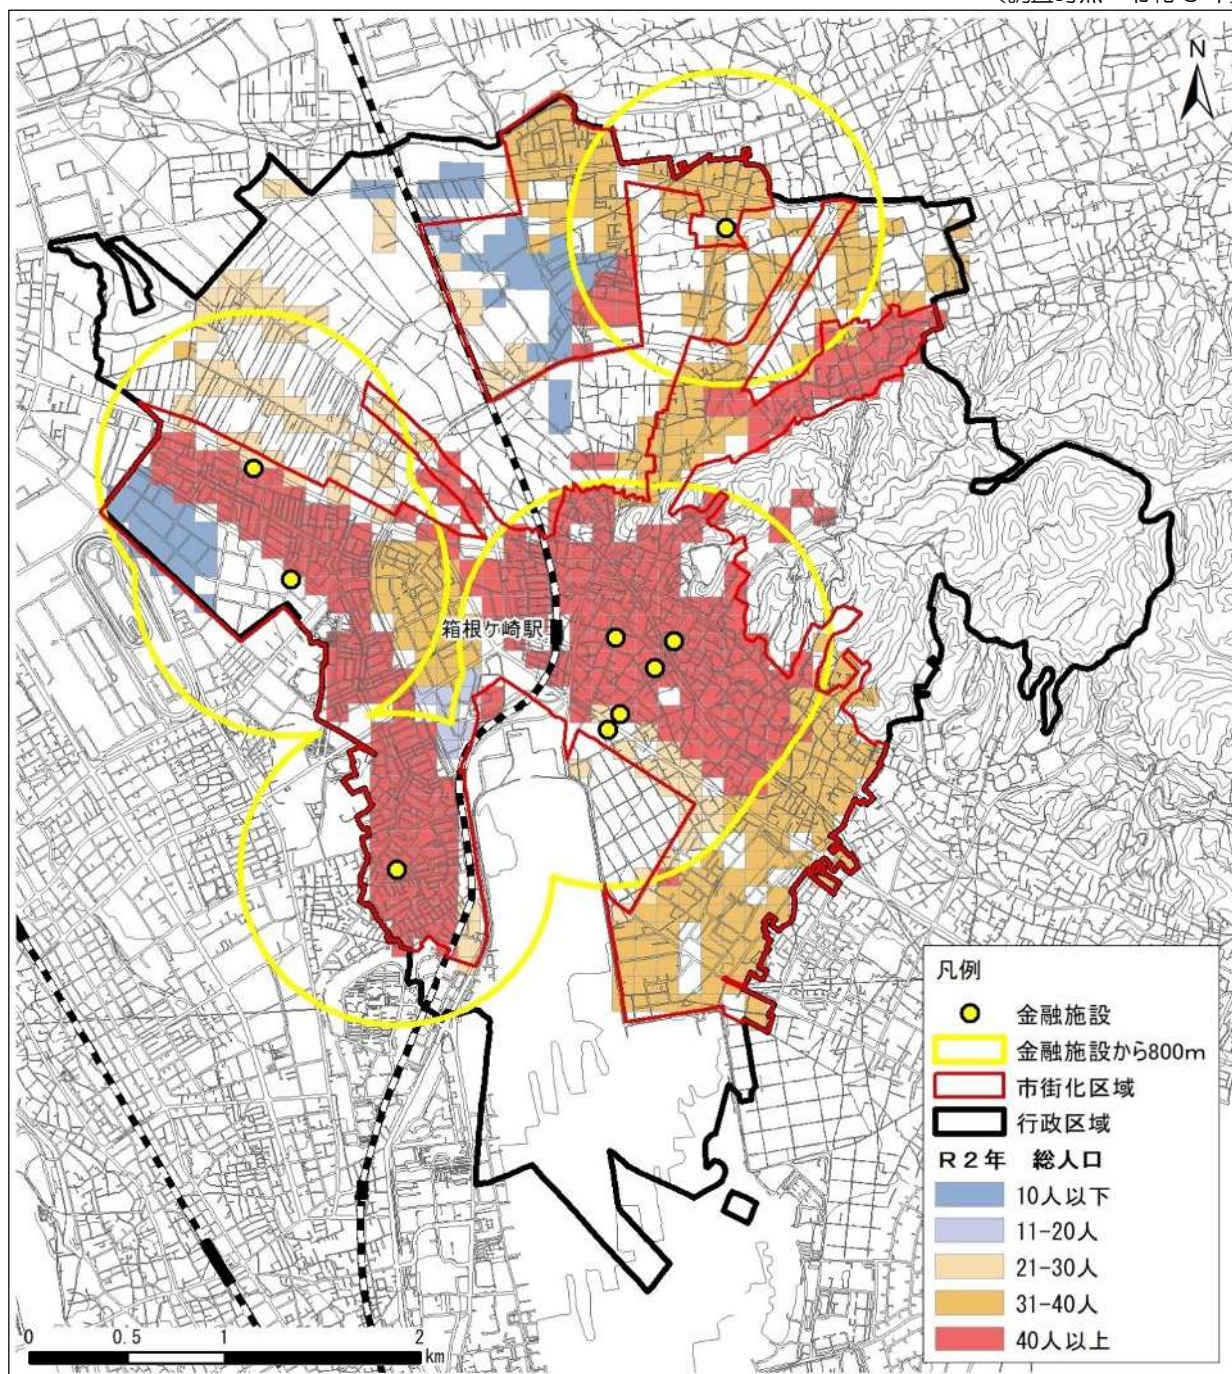 N
箱根ケ崎駅
凡例
金融施設
金融施設から800m
市街化区域
行政区域
R2年 総人口
10人以下
11-20人
21-30人
31-40人
40人以上
0 0.5 1 2
km